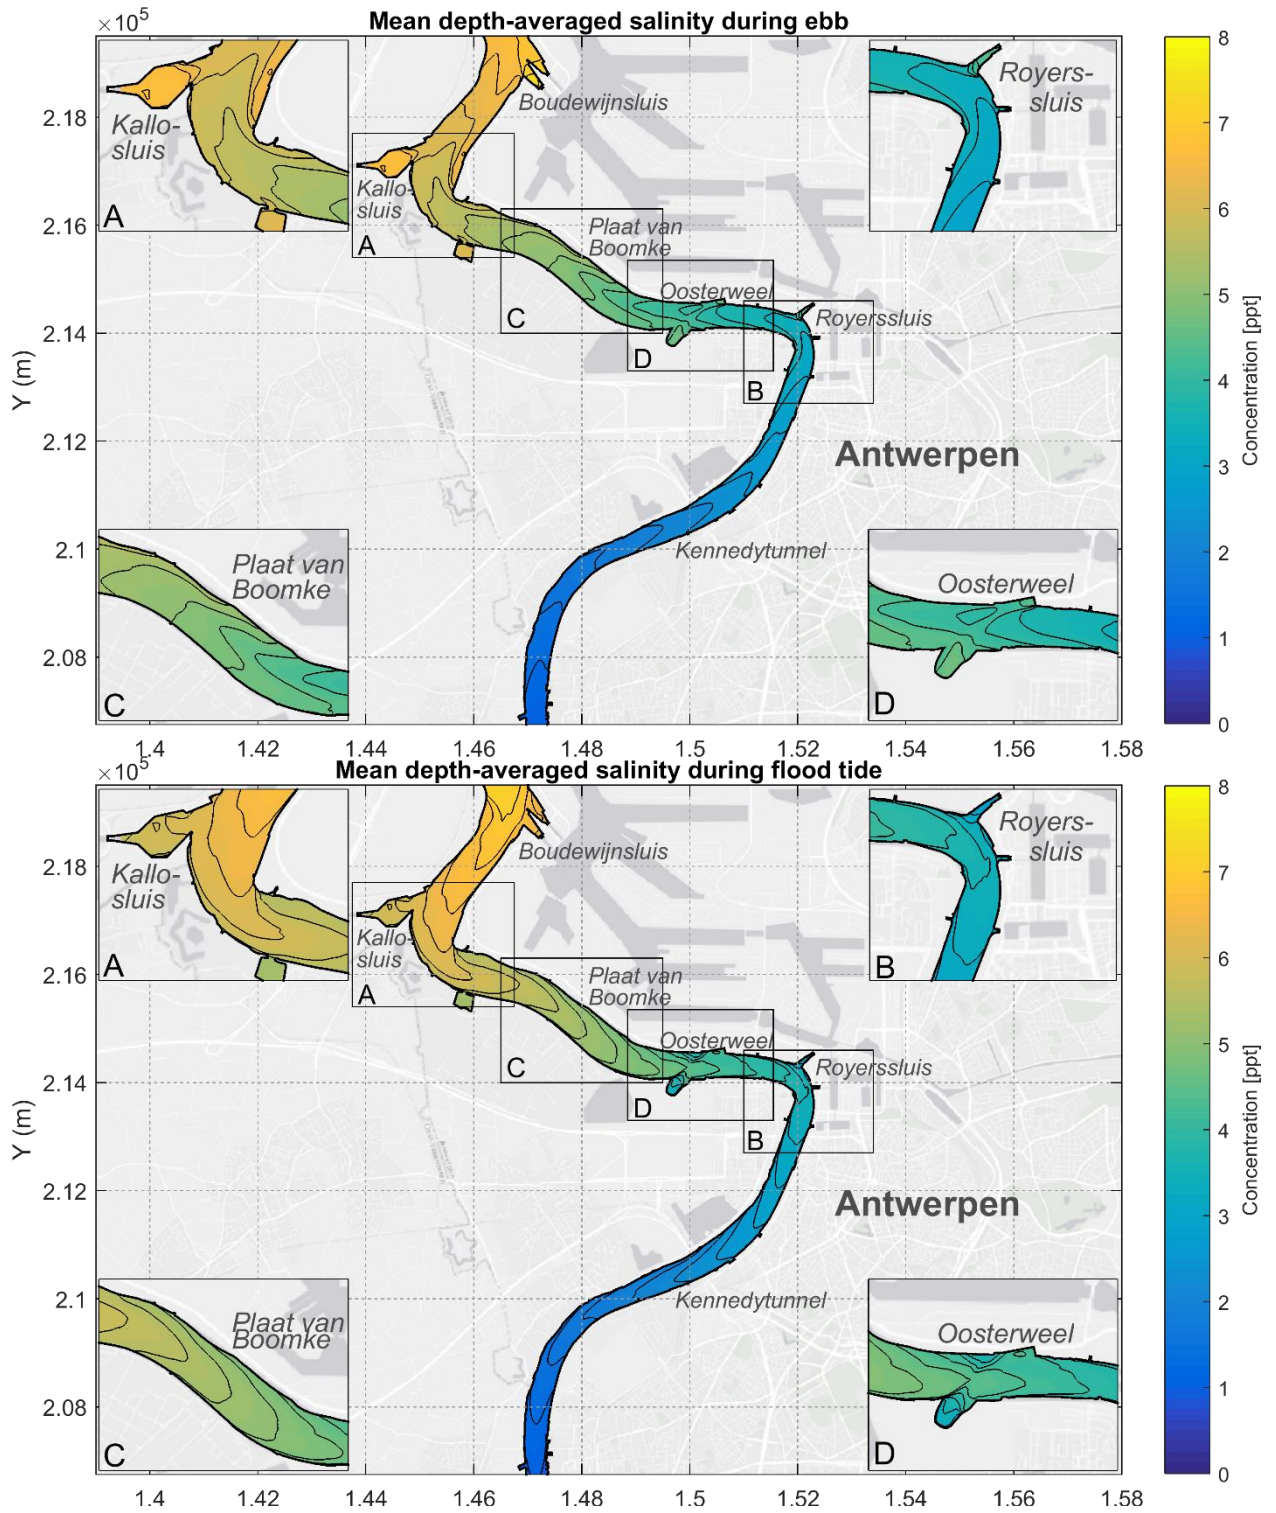 ×10⁵
Mean depth-averaged salinity during ebb
8
7
6
5
4
3
2
1
0
Concentration [ppt]
2.18
2.16
2.14
2.12
2.1
2.08
Y (m)
Kallo-
sluis
A
Boudewijnsluis
Royers-
sluis
Kallo-
sluis
A
Plaat van
Boomke
C
Oosterweel
D
Royerssluis
B
Antwerpen
Kennedytunnel
Plaat van
Boomke
C
Oosterweel
D
1.4
1.42
1.44
1.46
1.48
1.5
1.52
1.54
1.56
1.58
×10⁵
Mean depth-averaged salinity during flood tide
8
7
6
5
4
3
2
1
0
Concentration [ppt]
2.18
2.16
2.14
2.12
2.1
2.08
Y (m)
Kallo-
sluis
A
Boudewijnsluis
Royers-
sluis
B
Kallo-
sluis
A
Plaat van
Boomke
C
Oosterweel
D
Royerssluis
B
Antwerpen
Kennedytunnel
Plaat van
Boomke
C
Oosterweel
D
1.4
1.42
1.44
1.46
1.48
1.5
1.52
1.54
1.56
1.58